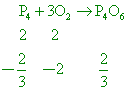 P₄ + 3O₂ → P₄O₆
2 2
−2/3 −2 2/3